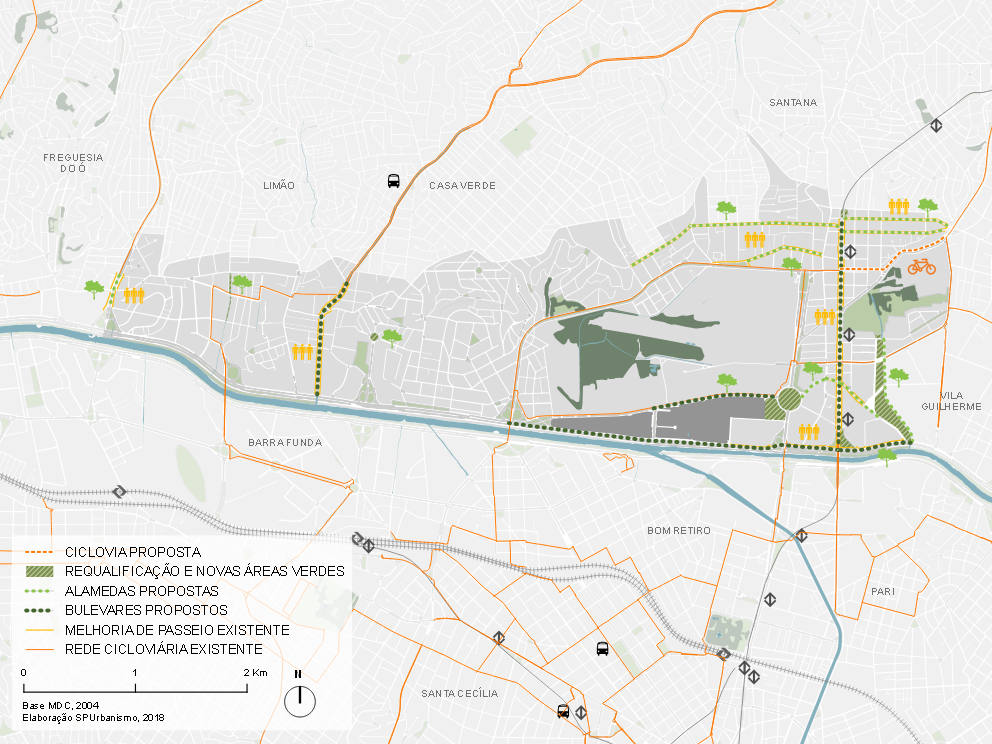 SANTANA
FREGUESIA
DO Ó
LIMÃO
CASA VERDE
VILA
GUILHERME
BARRA FUNDA
BOM RETIRO
PARI
SANTA CECÍLIA
CICLOVIA PROPOSTA
REQUALIFICAÇÃO E NOVAS ÁREAS VERDES
ALAMEDAS PROPOSTAS
BULEVARES PROPOSTOS
MELHORIA DE PASSEIO EXISTENTE
REDE CICLOVIÁRIA EXISTENTE
0 1 2 Km
N
Base MDC, 2004
Elaboração SPUrbanismo, 2018